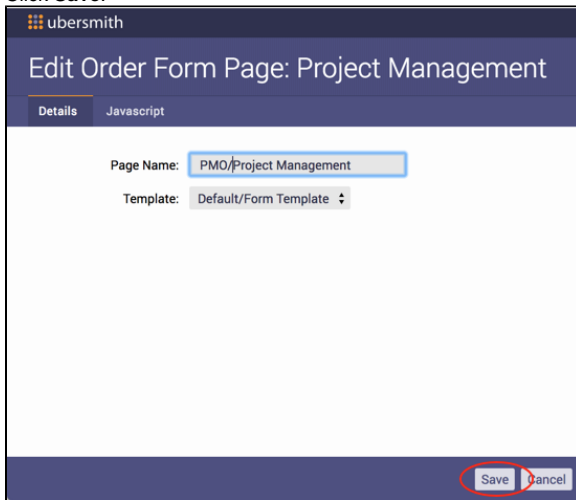 ubersmith
Edit Order Form Page: Project Management
Details Javascript
Page Name: PMO/Project Management
Template: Default/Form Template
Save Cancel